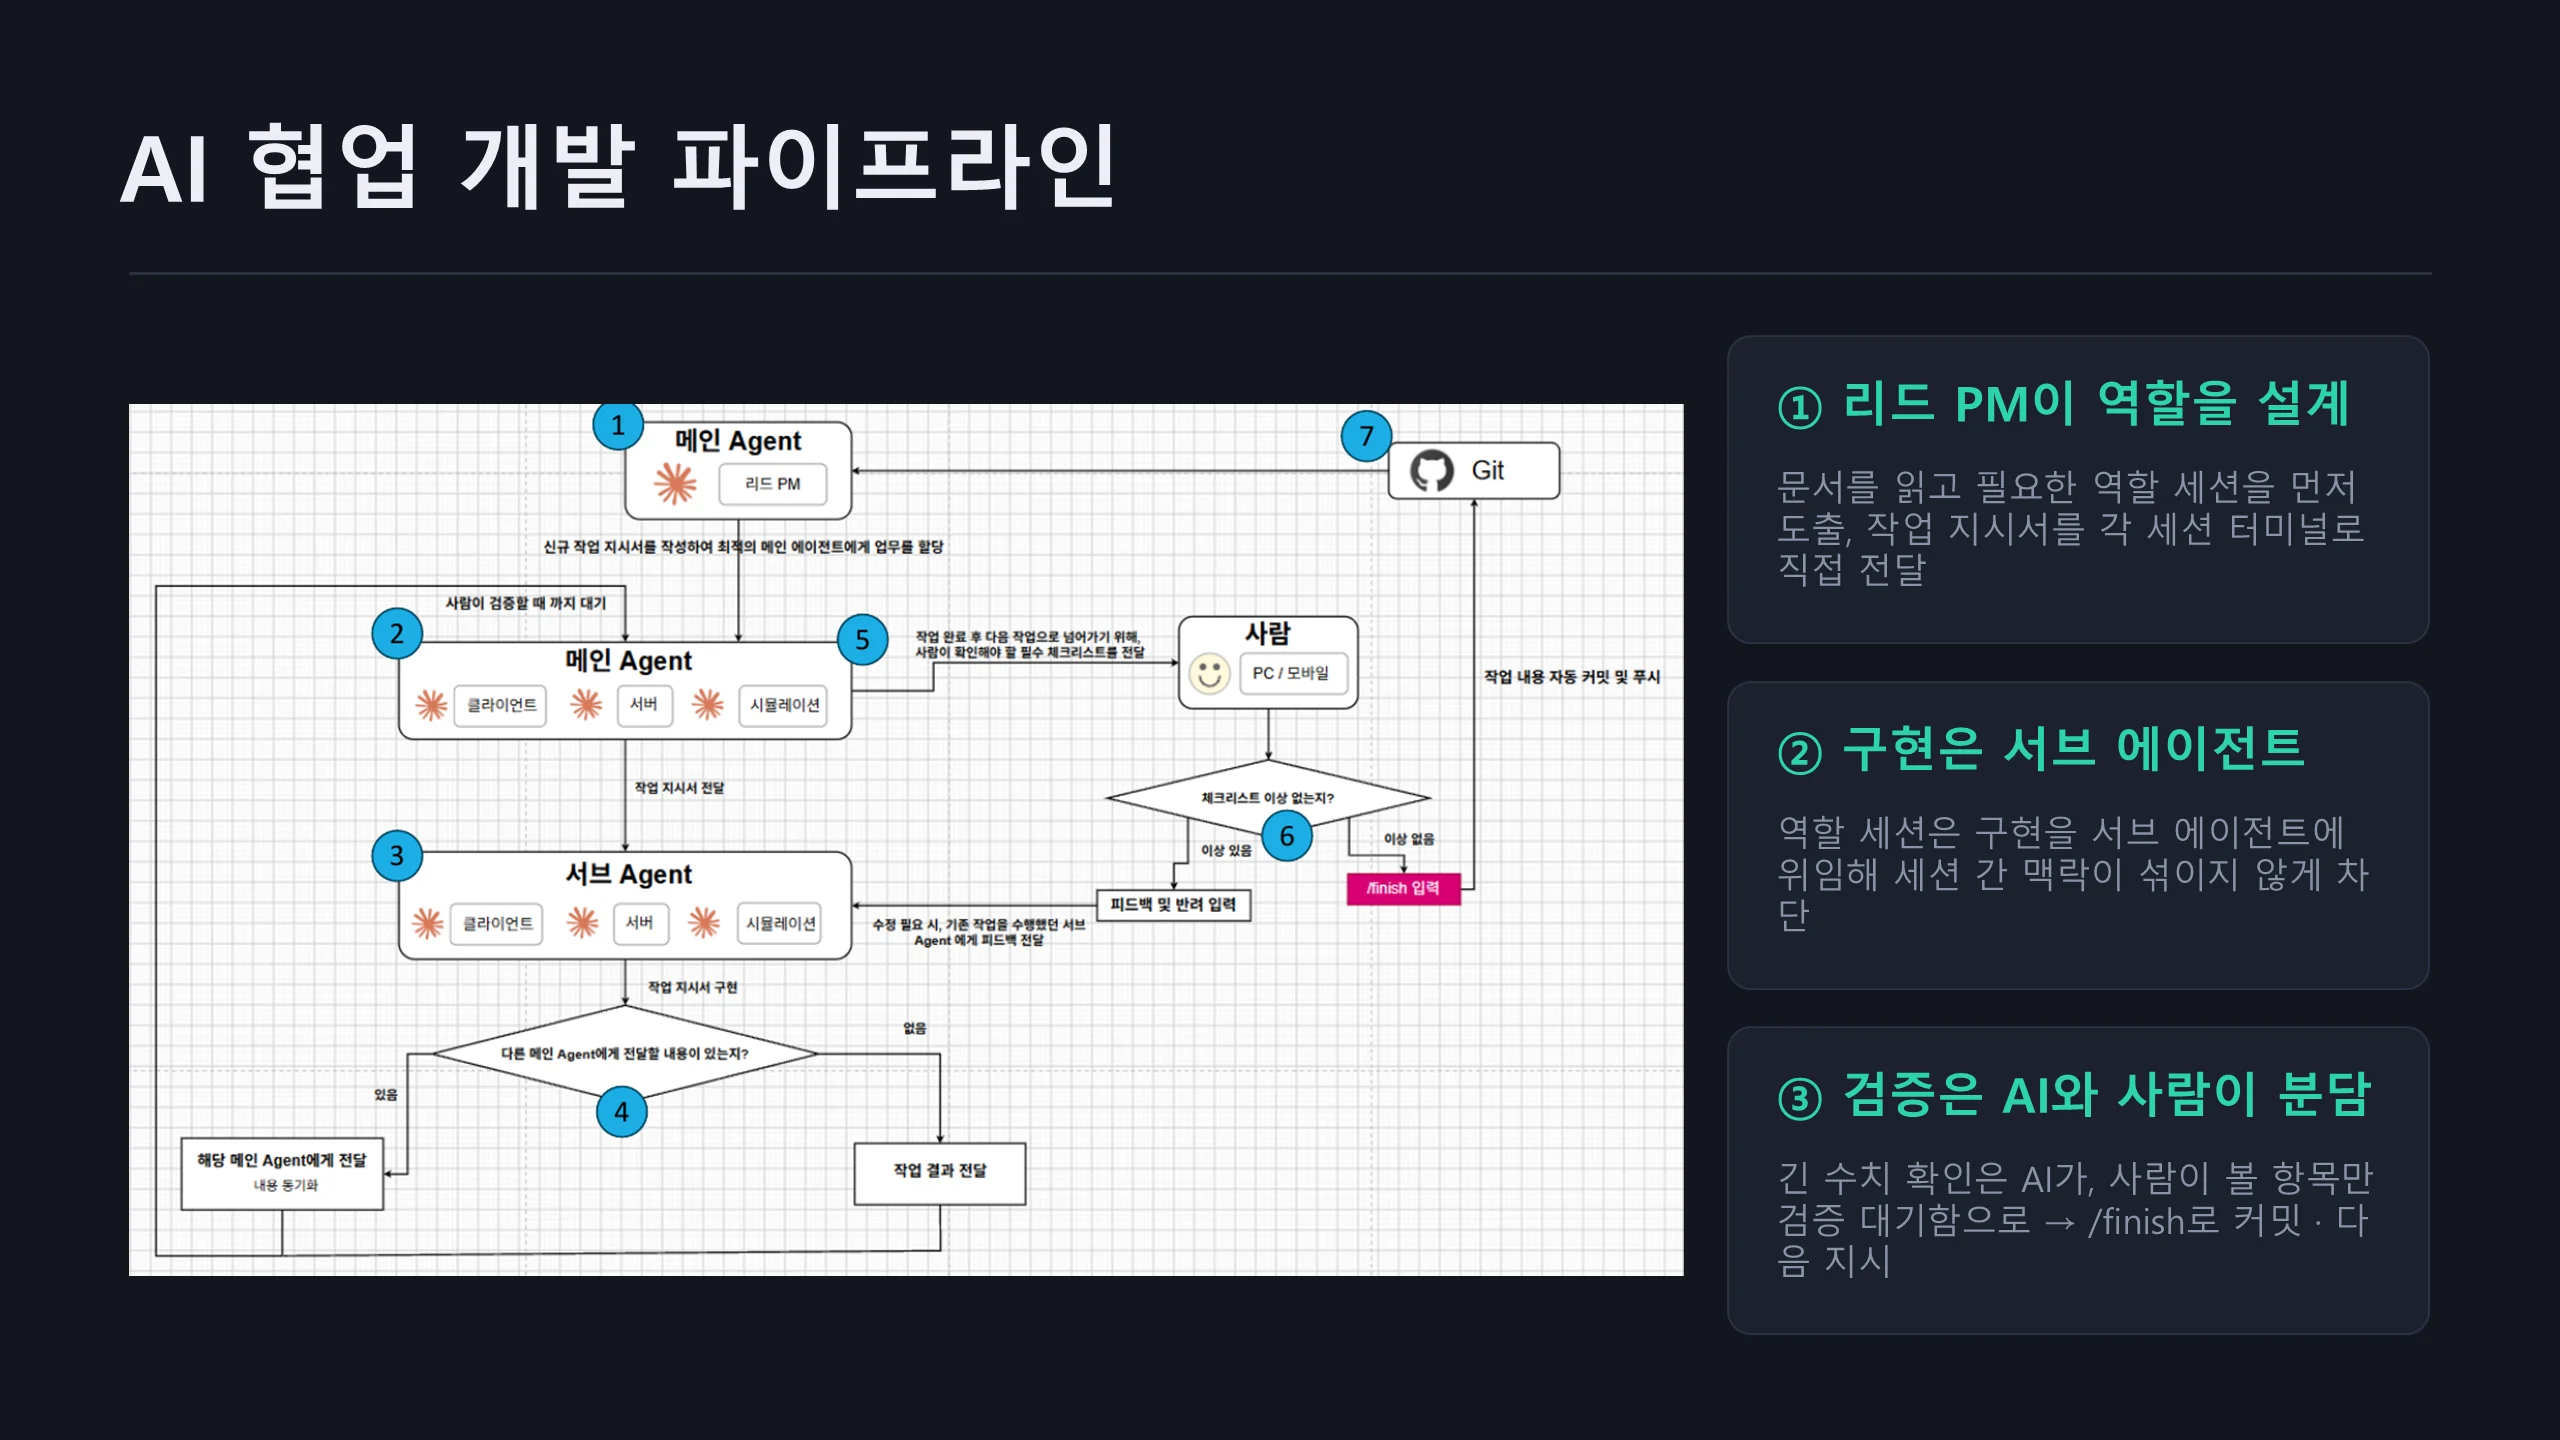 AI 협업 개발 파이프라인
1
메인 Agent
리드 PM
7
Git
신규 작업 지시서를 작성하여 최적의 메인 에이전트에게 업무를 할당
사람이 검증할 때 까지 대기
2
메인 Agent
클라이언트
서버
시뮬레이션
5
작업 완료 후 다음 작업으로 넘어가기 위해,
사람이 확인해야 할 필수 체크리스트를 전달
사람
PC / 모바일
작업 내용 자동 커밋 및 푸시
작업 지시서 전달
체크리스트 이상 없는지?
6
이상 있음
이상 없음
/finish 입력
피드백 및 반려 입력
3
서브 Agent
클라이언트
서버
시뮬레이션
수정 필요 시, 기존 작업을 수행했던 서브
Agent 에게 피드백 전달
작업 지시서 구현
다른 메인 Agent에게 전달할 내용이 있는지?
없음
있음
4
해당 메인 Agent에게 전달
내용 동기화
작업 결과 전달
① 리드 PM이 역할을 설계
문서를 읽고 필요한 역할 세션을 먼저
도출, 작업 지시서를 각 세션 터미널로
직접 전달
② 구현은 서브 에이전트
역할 세션은 구현을 서브 에이전트에
위임해 세션 간 맥락이 섞이지 않게 차
단
③ 검증은 AI와 사람이 분담
긴 수치 확인은 AI가, 사람이 볼 항목만
검증 대기함으로 → /finish로 커밋 · 다
음 지시